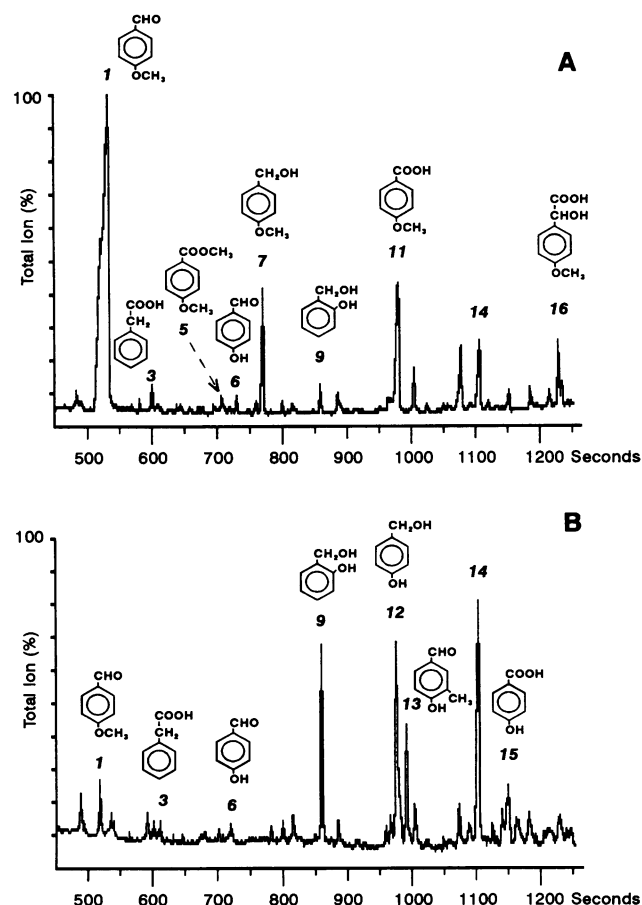 CHO
1
OCH3
A
100
Total Ion (%)
CH2OH
COOH
COOH
CHOH
COOCH3
OCH3
7
OCH3
11
CH2OH
OH
COOH
CH2
OCH3
5
CHO
OH
6
3
9
14
OCH3
16
500 600 700 800 900 1000 1100 1200 Seconds
B
100
Total Ion (%)
CH2OH
OH
9
CH2OH
OH
12
14
CHO
CH3
OH
13
CHO
OCH3
1
COOH
CH2
3
CHO
OH
6
COOH
OH
15
500 600 700 800 900 1000 1100 1200 Seconds